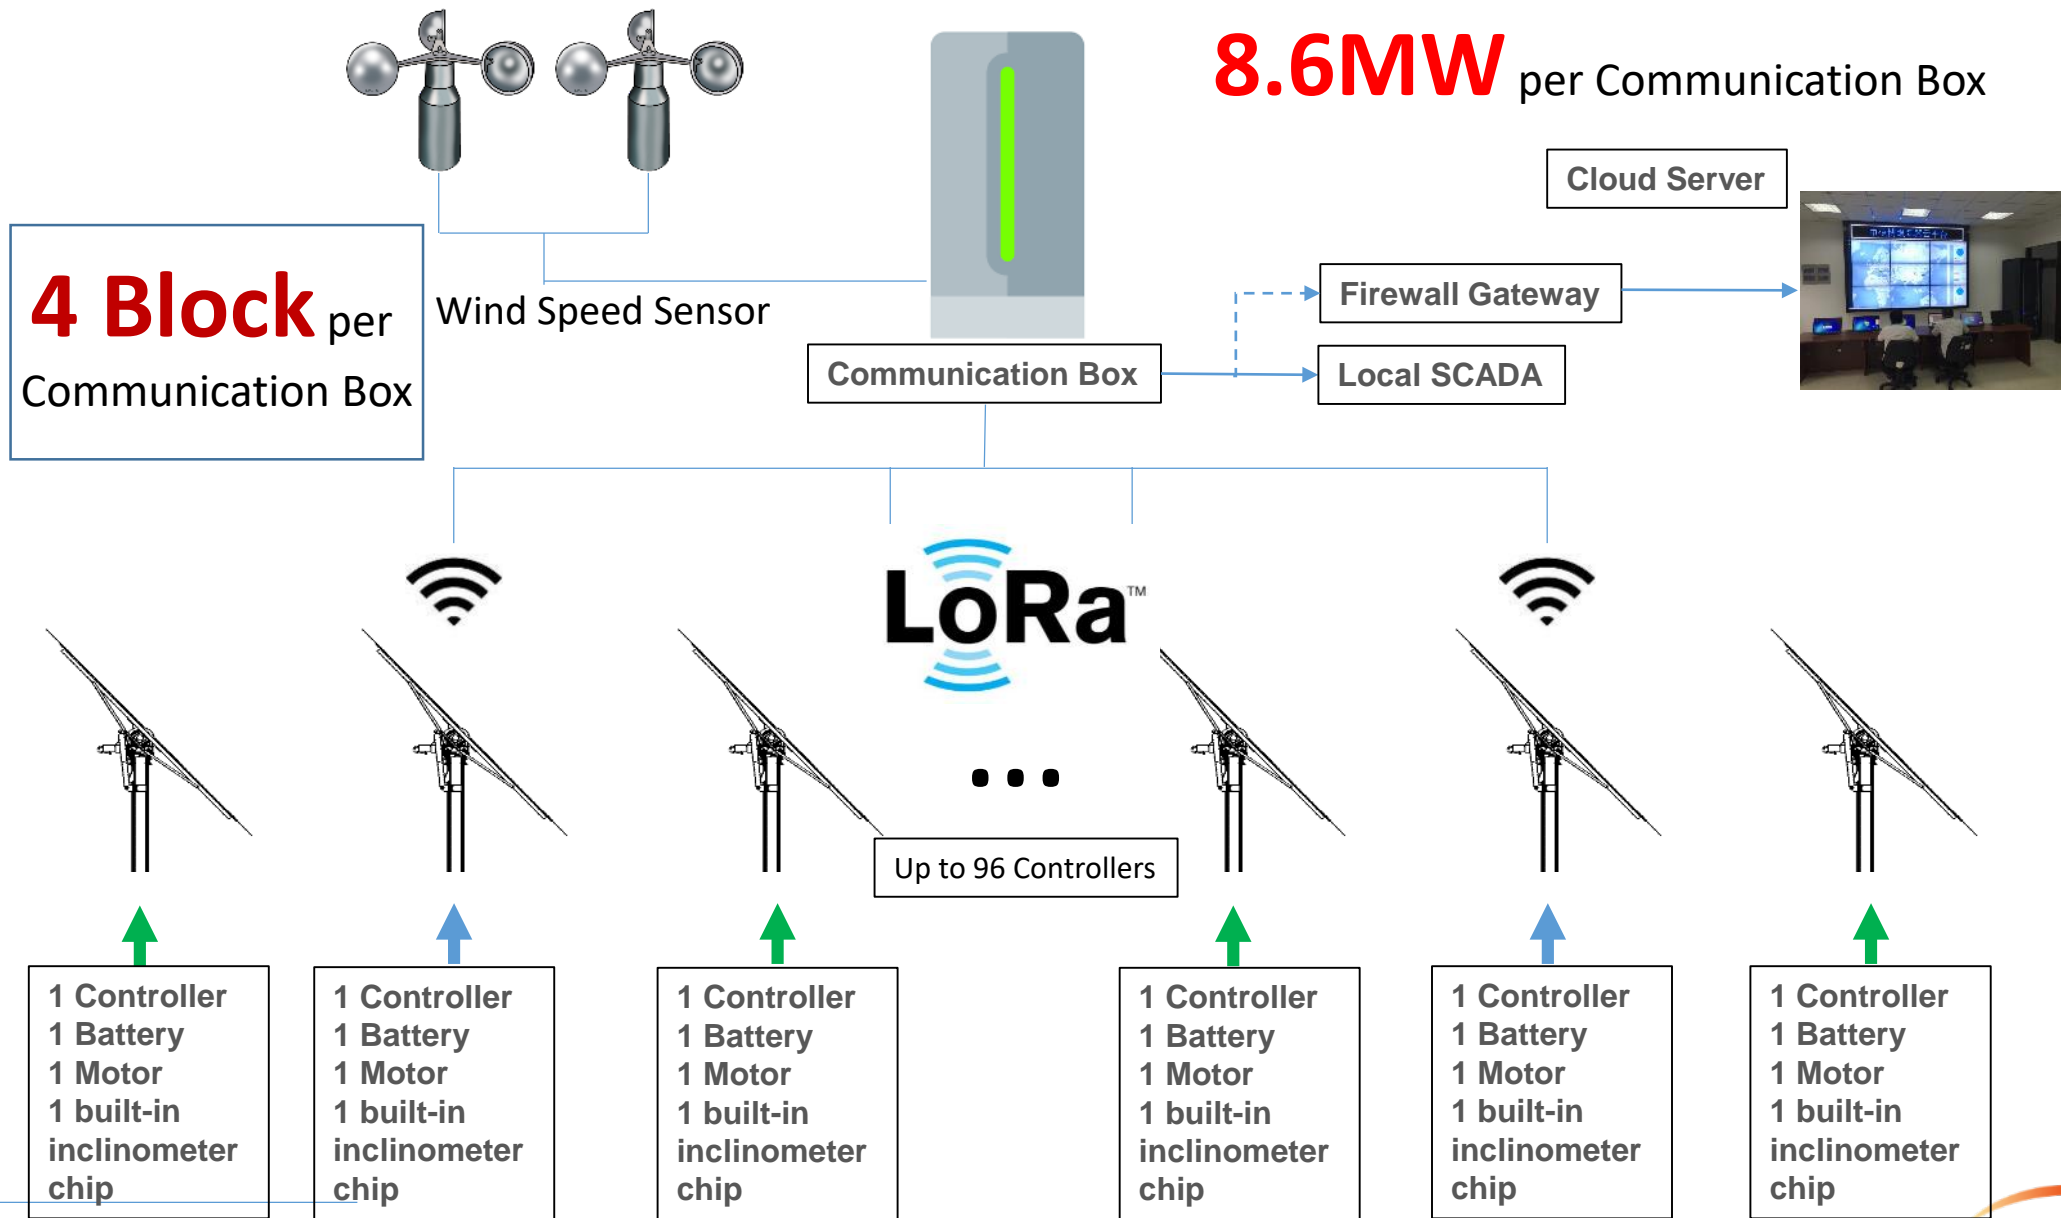 8.6MW per Communication Box
Cloud Server
4 Block per
Communication Box
Wind Speed Sensor
Firewall Gateway
Communication Box
Local SCADA
LoRa™
Up to 96 Controllers
1 Controller
1 Battery
1 Motor
1 built-in
inclinometer
chip
1 Controller
1 Battery
1 Motor
1 built-in
inclinometer
chip
1 Controller
1 Battery
1 Motor
1 built-in
inclinometer
chip
1 Controller
1 Battery
1 Motor
1 built-in
inclinometer
chip
1 Controller
1 Battery
1 Motor
1 built-in
inclinometer
chip
1 Controller
1 Battery
1 Motor
1 built-in
inclinometer
chip